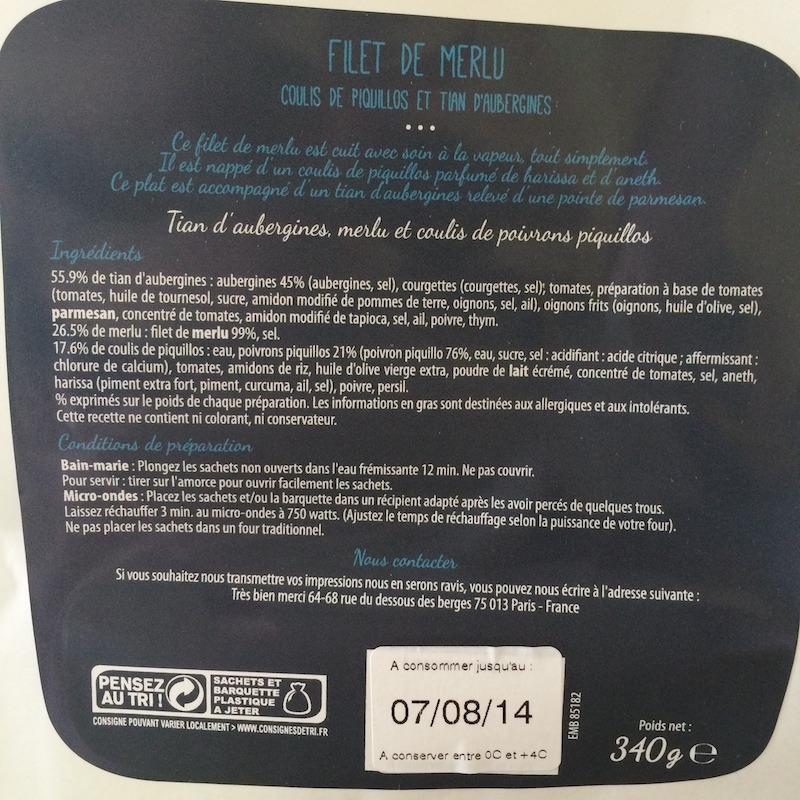 FILET DE MERLU
COULIS DE PIQUILLOS ET TIAN D'AUBERGINES
Ce filet de merlu est cuit avec soin à la vapeur, tout simplement.
Il est nappé d'un coulis de piquillos parfumé de harissa et d'aneth.
Ce plat est accompagné d'un tian d'aubergines relevé d'une pointe de parmesan.
Tian d'aubergines, merlu et coulis de poivrons piquillos
Ingrédients
55.9% de tian d'aubergines : aubergines 45% (aubergines, sel), courgettes (courgettes, sel); tomates, préparation à base de tomates
(tomates, huile de tournesol, sucre, amidon modifié de pommes de terre, oignons, sel, ail), oignons frits (oignons, huile d'olive, sel),
parmesan, concentré de tomates, amidon modifié de tapioca, sel, ail, poivre, thym.
26.5% de merlu : filet de merlu 99%, sel.
17.6% de coulis de piquillos : eau, poivrons piquillos 21% (poivron piquillo 76%, eau, sucre, sel : acidifiant : acide citrique ; affermissant :
chlorure de calcium), tomates, amidons de riz, huile d'olive vierge extra, poudre de lait écrémé, concentré de tomates, sel, aneth,
harissa (piment extra fort, piment, curcuma, ail, sel), poivre, persil.
% exprimés sur le poids de chaque préparation. Les informations en gras sont destinées aux allergiques et aux intolérants.
Cette recette ne contient ni colorant, ni conservateur.
Conditions de préparation
Bain-marie : Plongez les sachets non ouverts dans l'eau frémissante 12 min. Ne pas couvrir.
Pour servir : tirer sur l'amorce pour ouvrir facilement les sachets.
Micro-ondes : Placez les sachets et/ou la barquette dans un récipient adapté après les avoir percés de quelques trous.
Laissez réchauffer 3 min. au micro-ondes à 750 watts. (Ajustez le temps de réchauffage selon la puissance de votre four).
Ne pas placer les sachets dans un four traditionnel.
Nous contacter
Si vous souhaitez nous transmettre vos impressions nous en serons ravis, vous pouvez nous écrire à l'adresse suivante :
Très bien merci 64-68 rue du dessous des berges 75 013 Paris - France
PENSEZ
AU TRI !
SACHETS ET
BARQUETTE
PLASTIQUE
A JETER
CONSIGNE POUVANT VARIER LOCALEMENT > WWW.CONSIGNESDETRI.FR
A consommer jusqu'au :
07/08/14
A conserver entre 0C et +4C
EMB 85182
Poids net :
340g e